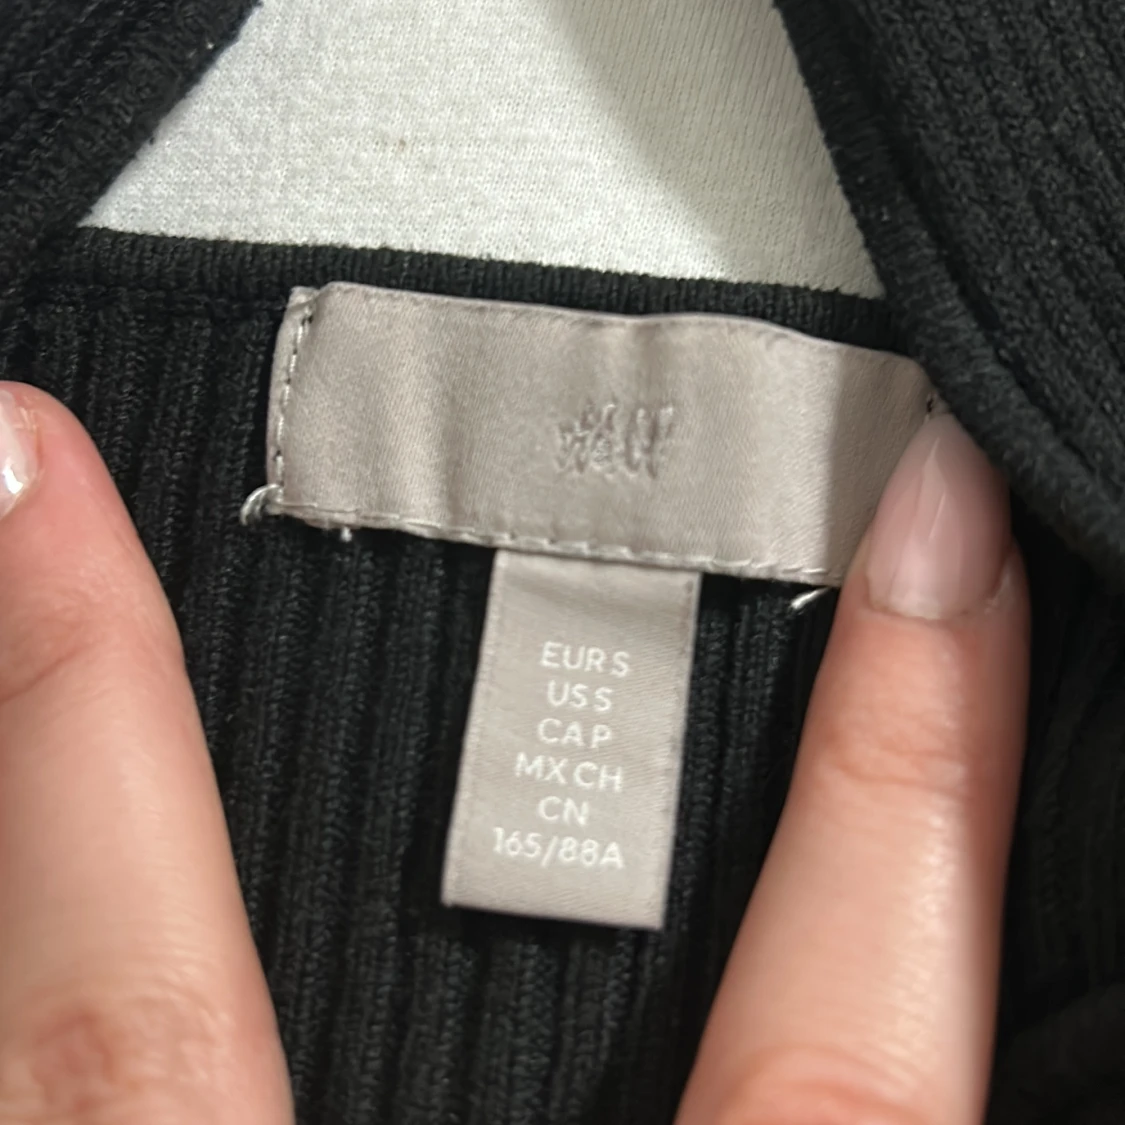 H&M
EUR S
US S
CA P
MX CH
CN
165/88A